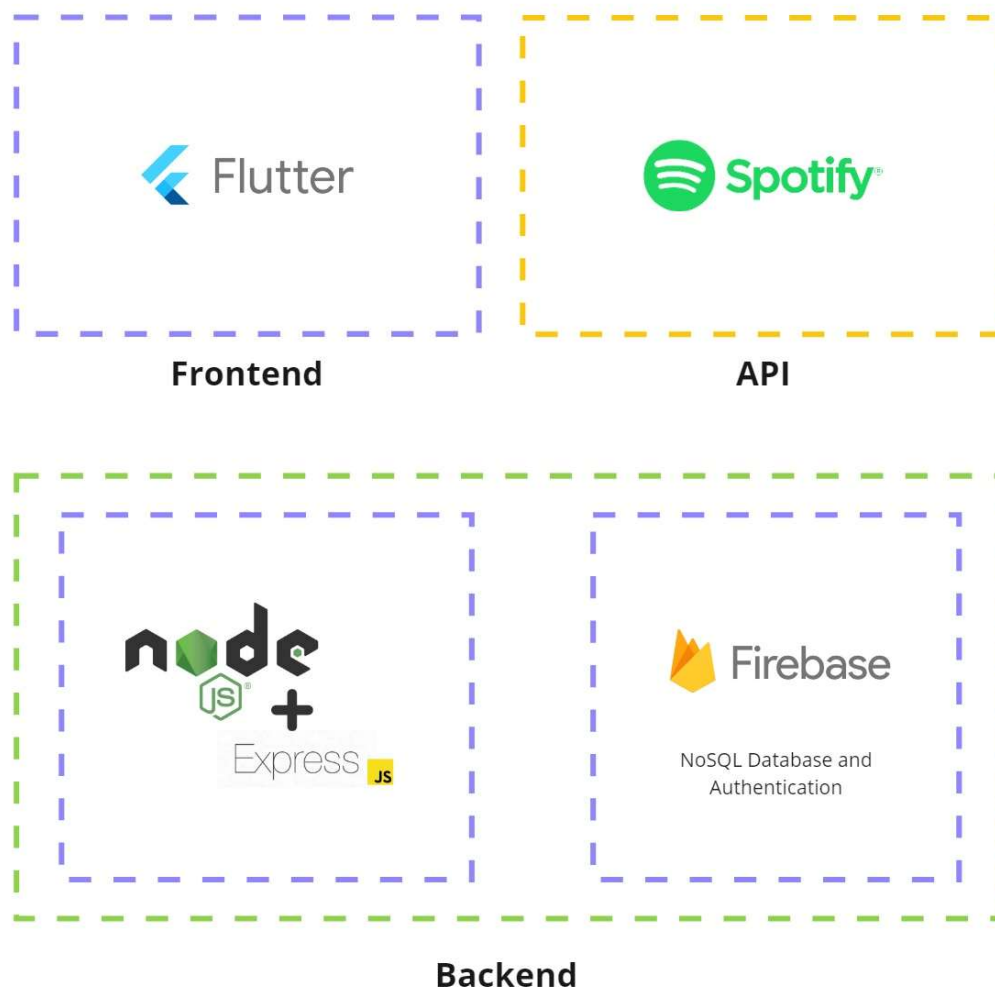 Flutter
Spotify®
Frontend
API
node
JS®
+
Express JS
Firebase
NoSQL Database and
Authentication
Backend